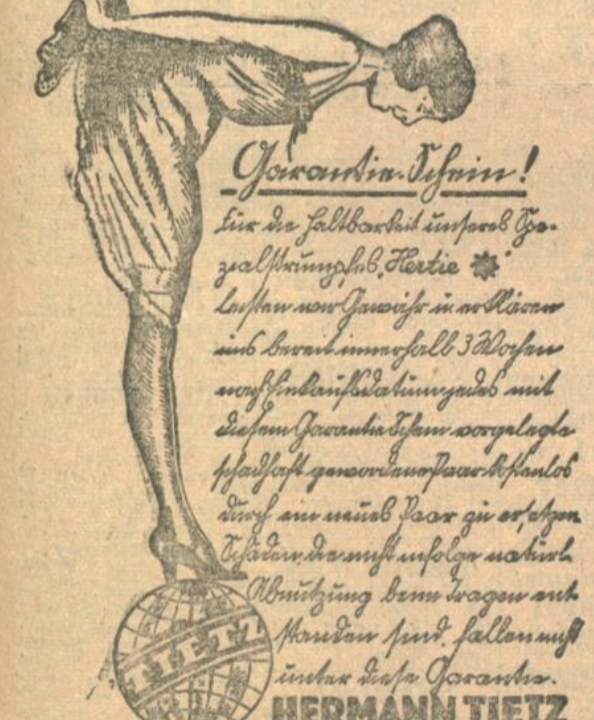 Garantie-Schein!
Für die Haltbarkeit unseres Spe-
zialstrumpfes „Hertie
leisten wir Gewähr u erklären
uns bereit innerhalb 3 Wochen
nach Einkaufsdatum jedes mit
diesem Garantie Schein vorgelegte
schadhaft gewordene Paar kostenlos
durch ein neues Paar zu ersetzen
Schäden, die nicht infolge natürl.
Abnutzung beim Tragen ent-
standen sind, fallen nicht
unter diese Garantie.
TIETZ
HERMANN TIETZ